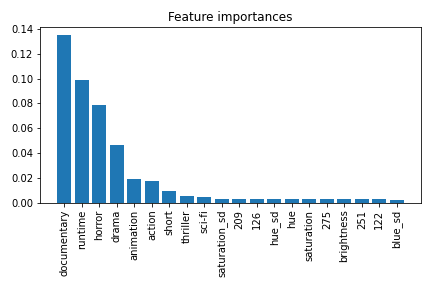 Feature importances
0.14
0.12
0.10
0.08
0.06
0.04
0.02
0.00
documentary
runtime
horror
drama
animation
action
short
thriller
sci-fi
saturation_sd
209
126
hue_sd
hue
saturation
275
brightness
251
122
blue_sd